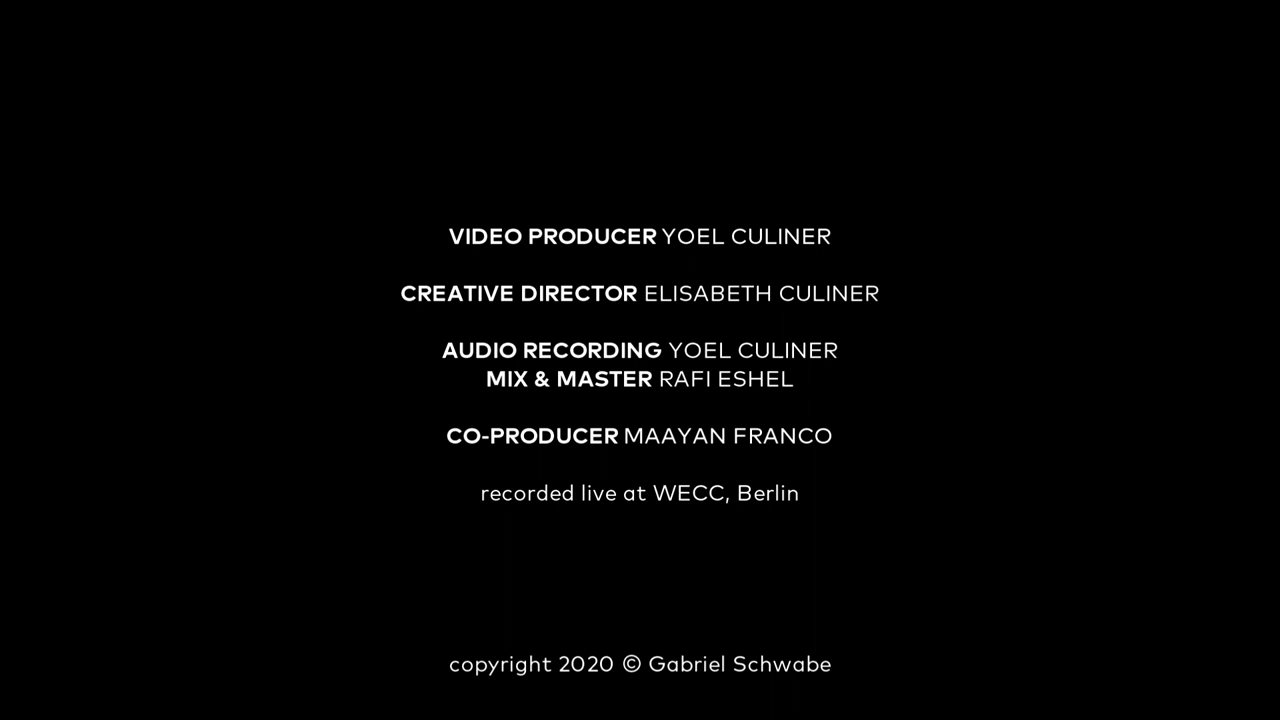 VIDEO PRODUCER YOEL CULINER
CREATIVE DIRECTOR ELISABETH CULINER
AUDIO RECORDING YOEL CULINER
MIX & MASTER RAFI ESHEL
CO-PRODUCER MAAYAN FRANCO
recorded live at WECC, Berlin
copyright 2020 © Gabriel Schwabe